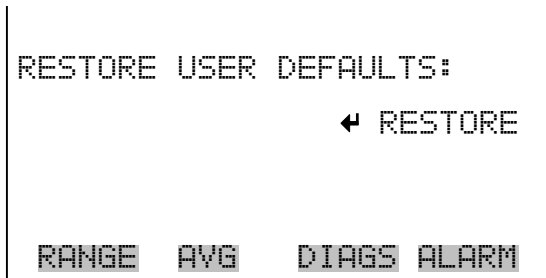 RESTORE USER DEFAULTS:
↵ RESTORE
RANGE AVG DIAGS ALARM